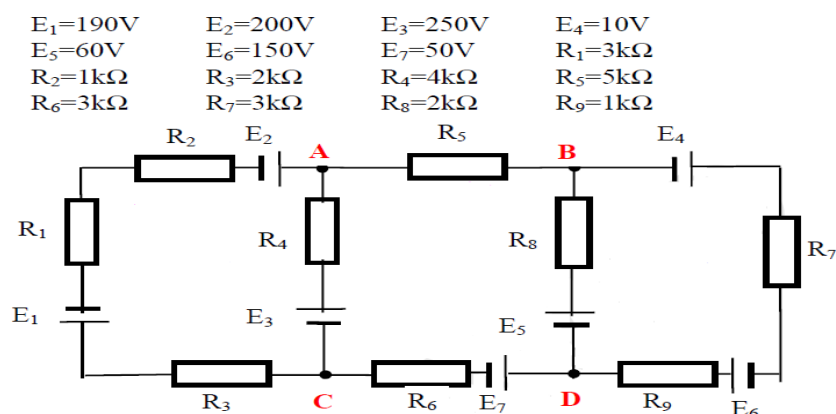 E₁=190V E₂=200V E₃=250V E₄=10V
E₅=60V E₆=150V E₇=50V R₁=3kΩ
R₂=1kΩ R₃=2kΩ R₄=4kΩ R₅=5kΩ
R₆=3kΩ R₇=3kΩ R₈=2kΩ R₉=1kΩ
R₂ E₂ A R₅ B E₄
R₁ R₄ R₈ R₇
E₁ E₃ E₅
R₃ C R₆ E₇ D R₉ E₆